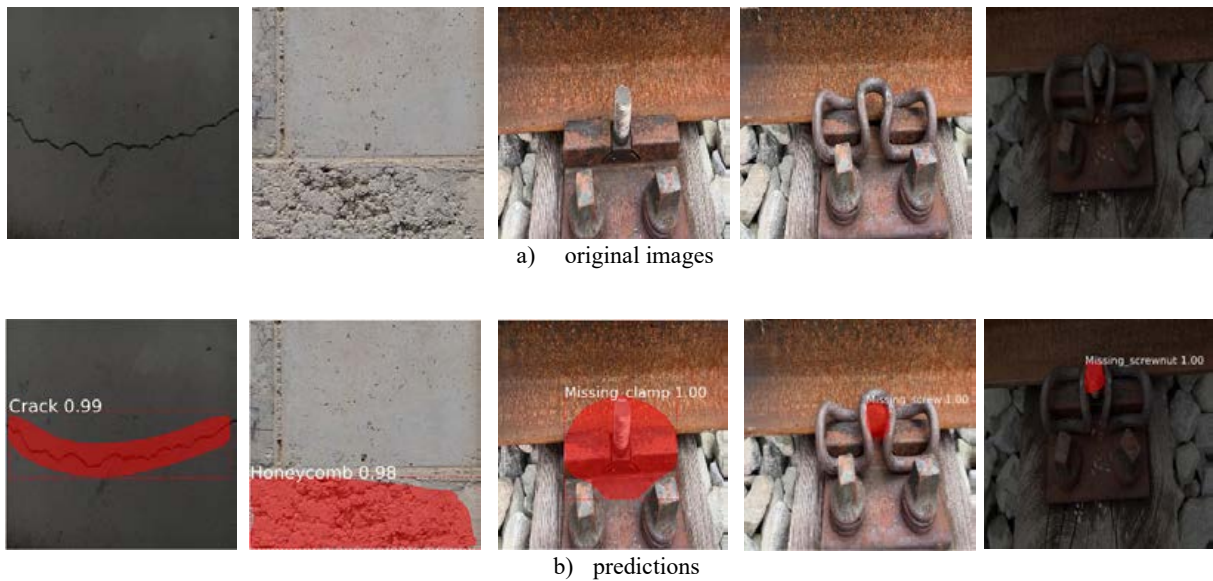 a) original images
Crack 0.99
Honeycomb 0.98
Missing_clamp 1.00
Missing_screw 1.00
Missing_screwnut 1.00
b) predictions